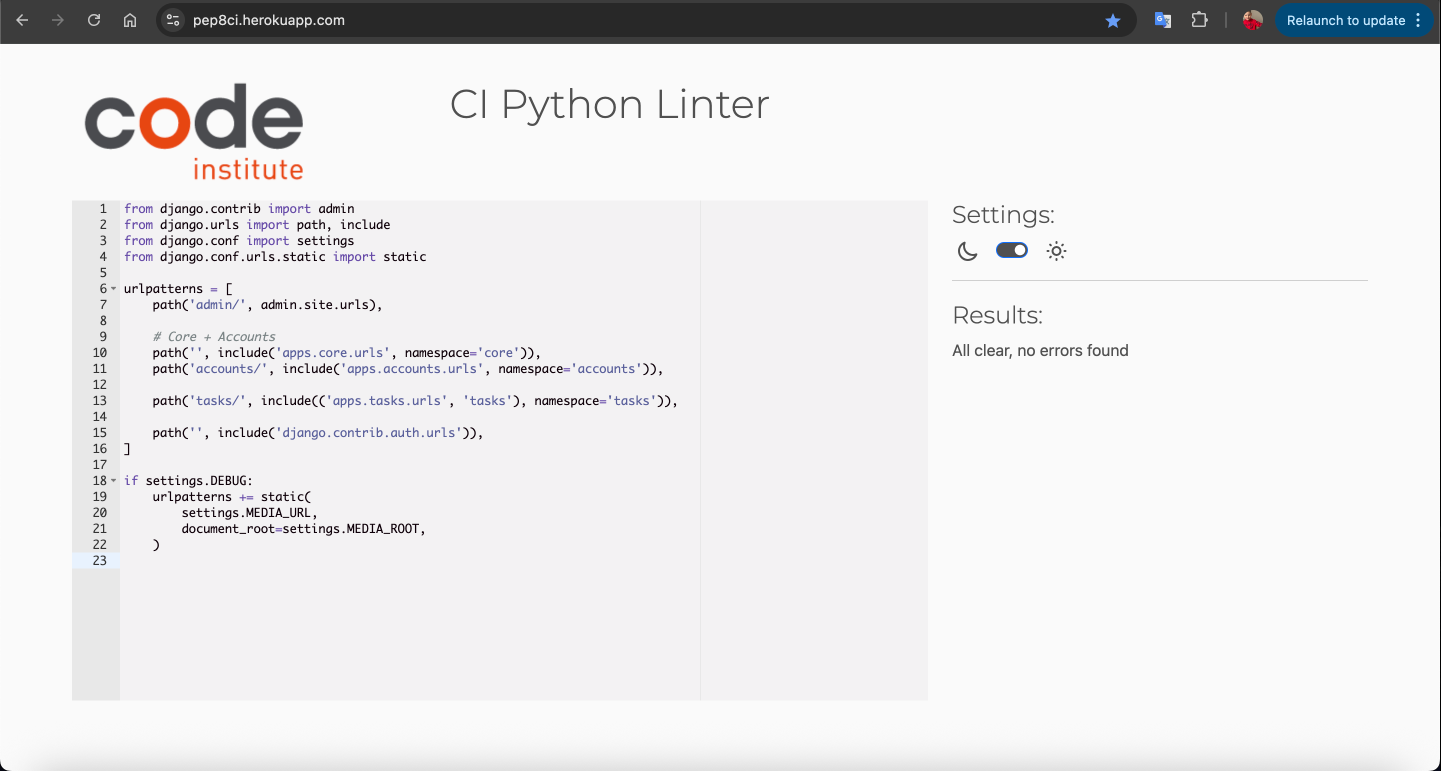 pep8ci.herokuapp.com
Relaunch to update
code
institute
CI Python Linter
1 from django.contrib import admin
2 from django.urls import path, include
3 from django.conf import settings
4 from django.conf.urls.static import static
5
6 urlpatterns = [
7     path('admin/', admin.site.urls),
8
9     # Core + Accounts
10     path('', include('apps.core.urls', namespace='core')),
11     path('accounts/', include('apps.accounts.urls', namespace='accounts')),
12
13     path('tasks/', include(('apps.tasks.urls', 'tasks'), namespace='tasks')),
14
15     path('', include('django.contrib.auth.urls')),
16 ]
17
18 if settings.DEBUG:
19     urlpatterns += static(
20         settings.MEDIA_URL,
21         document_root=settings.MEDIA_ROOT,
22     )
23
Settings:
Results:
All clear, no errors found